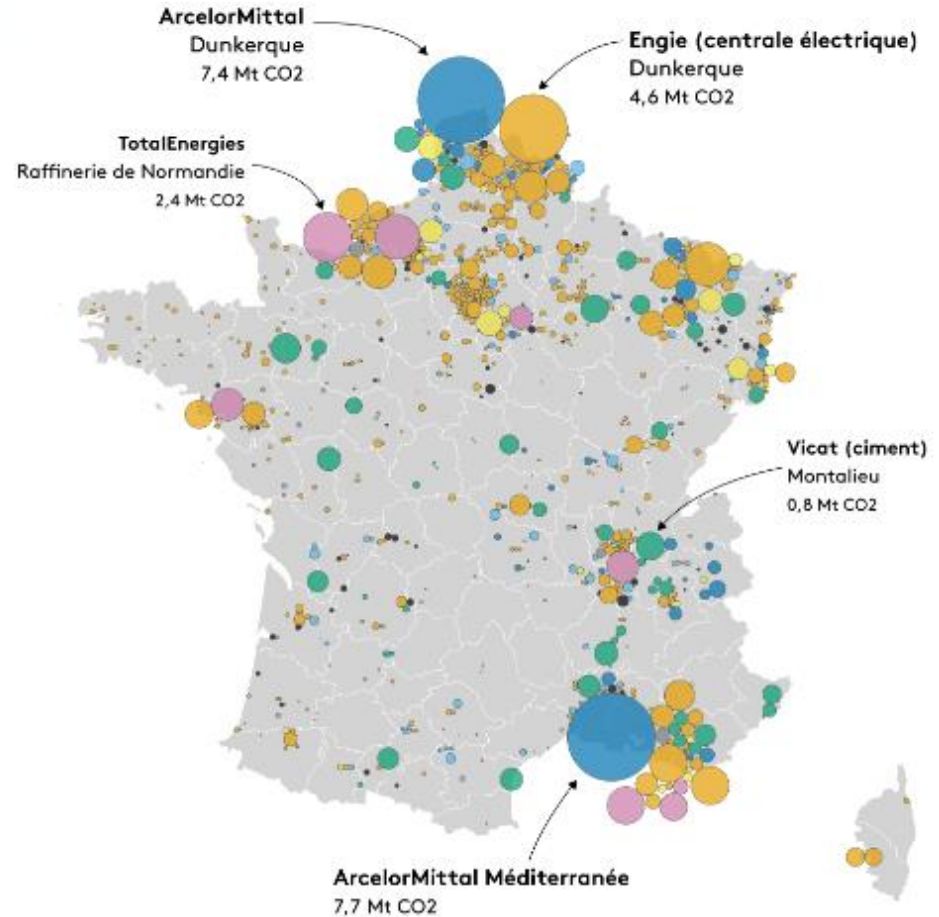 ArcelorMittal
Dunkerque
7,4 Mt CO2
Engie (centrale électrique)
Dunkerque
4,6 Mt CO2
TotalEnergies
Raffinerie de Normandie
2,4 Mt CO2
Vicat (ciment)
Montalieu
0,8 Mt CO2
ArcelorMittal Méditerranée
7,7 Mt CO2